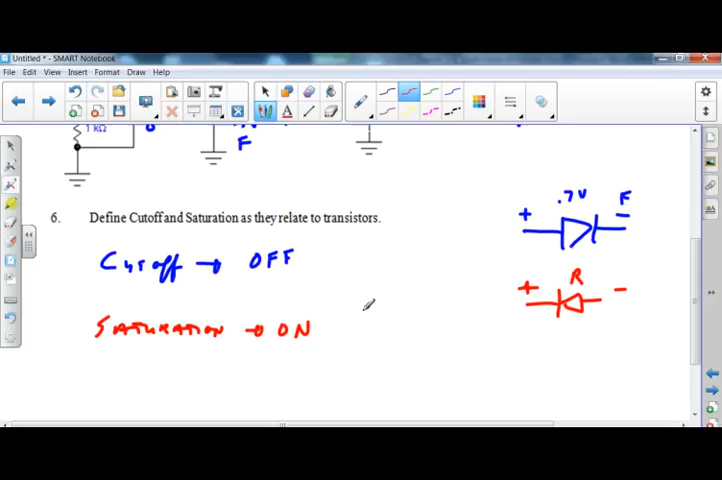 Untitled * - SMART Notebook
File Edit View Insert Format Draw Help
A
1 kΩ
F
6. Define Cutoff and Saturation as they relate to transistors.
Cutoff → OFF
SATURATION → ON
.7V F
+ −
R
+ −